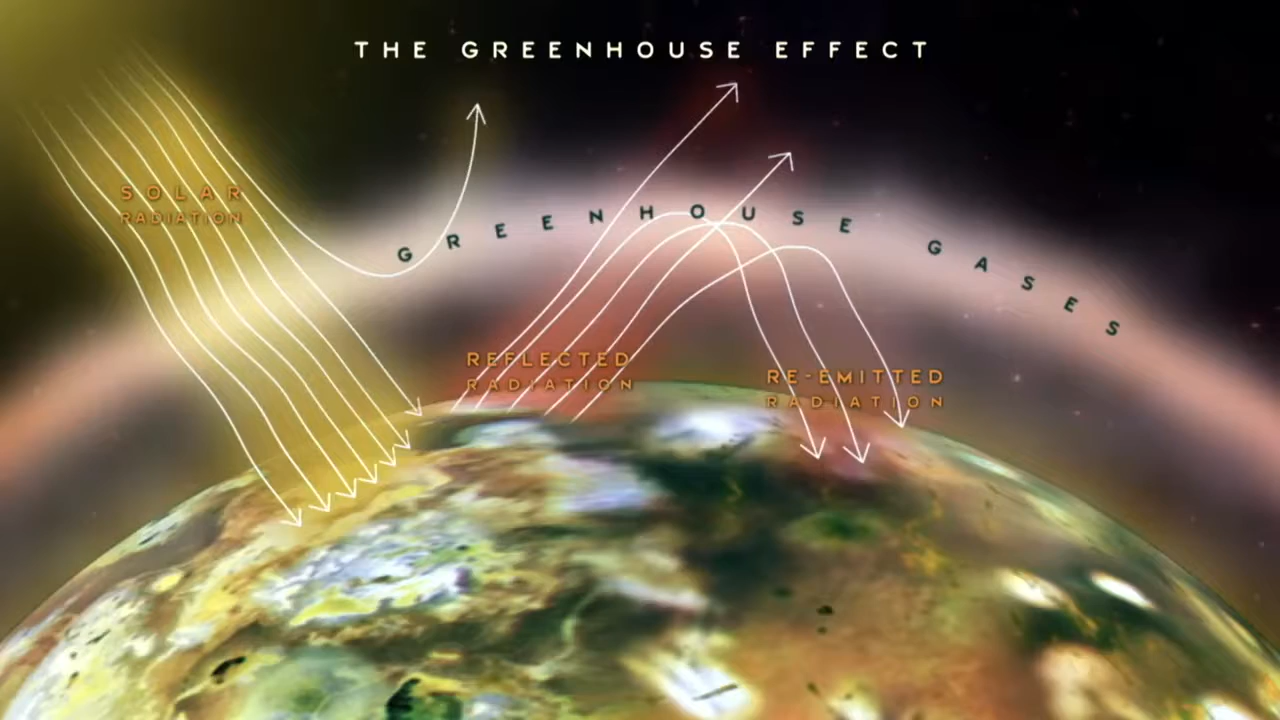 THE GREENHOUSE EFFECT
SOLAR
RADIATION
GREENHOUSE GASES
REFLECTED
RADIATION
RE-EMITTED
RADIATION